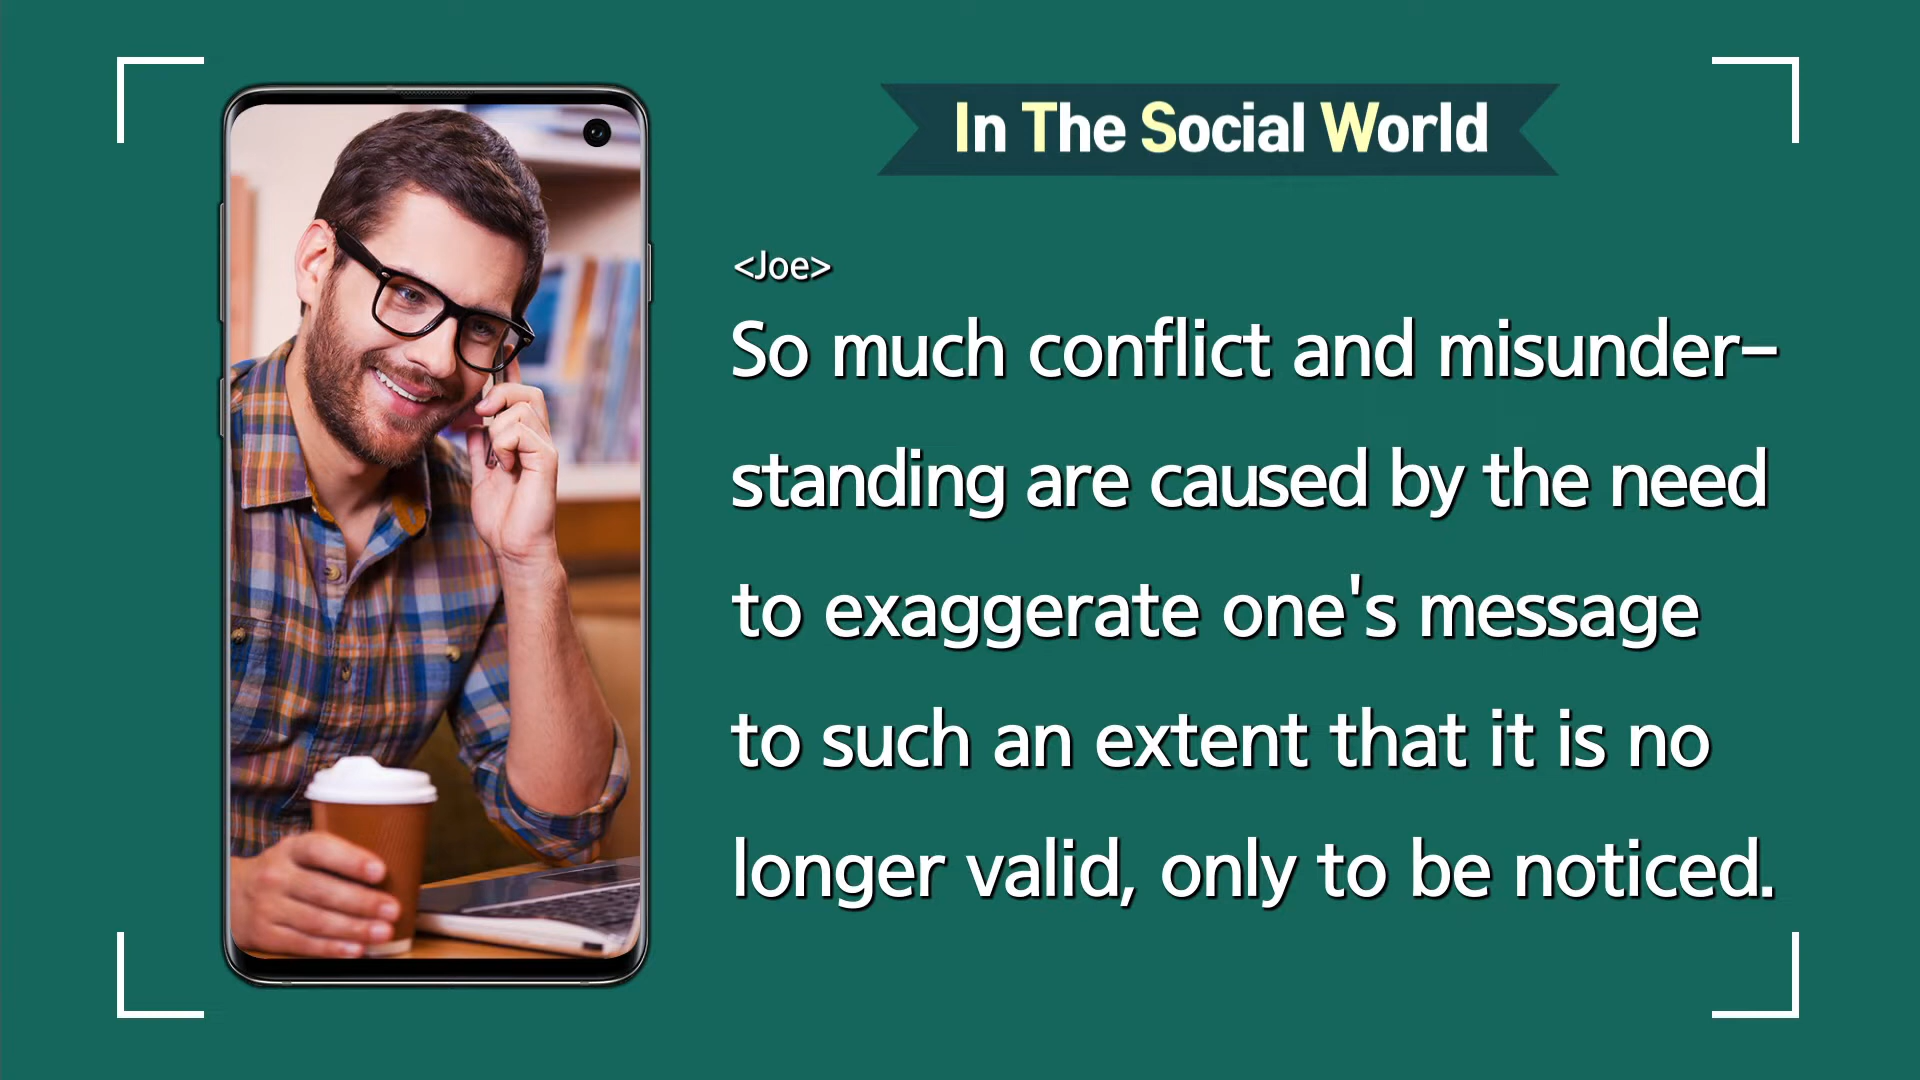 In The Social World
<Joe>
So much conflict and misunder-
standing are caused by the need
to exaggerate one's message
to such an extent that it is no
longer valid, only to be noticed.